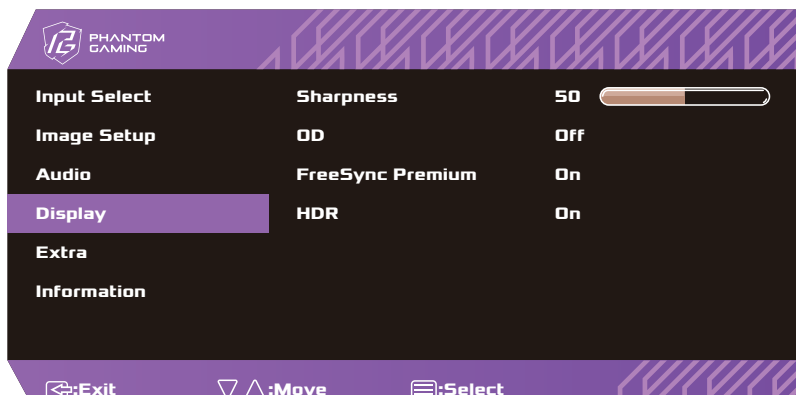 PHANTOM
GAMING
Input Select
Sharpness 50
Image Setup
OD Off
Audio
FreeSync Premium On
Display
HDR On
Extra
Information
:Exit :Move :Select